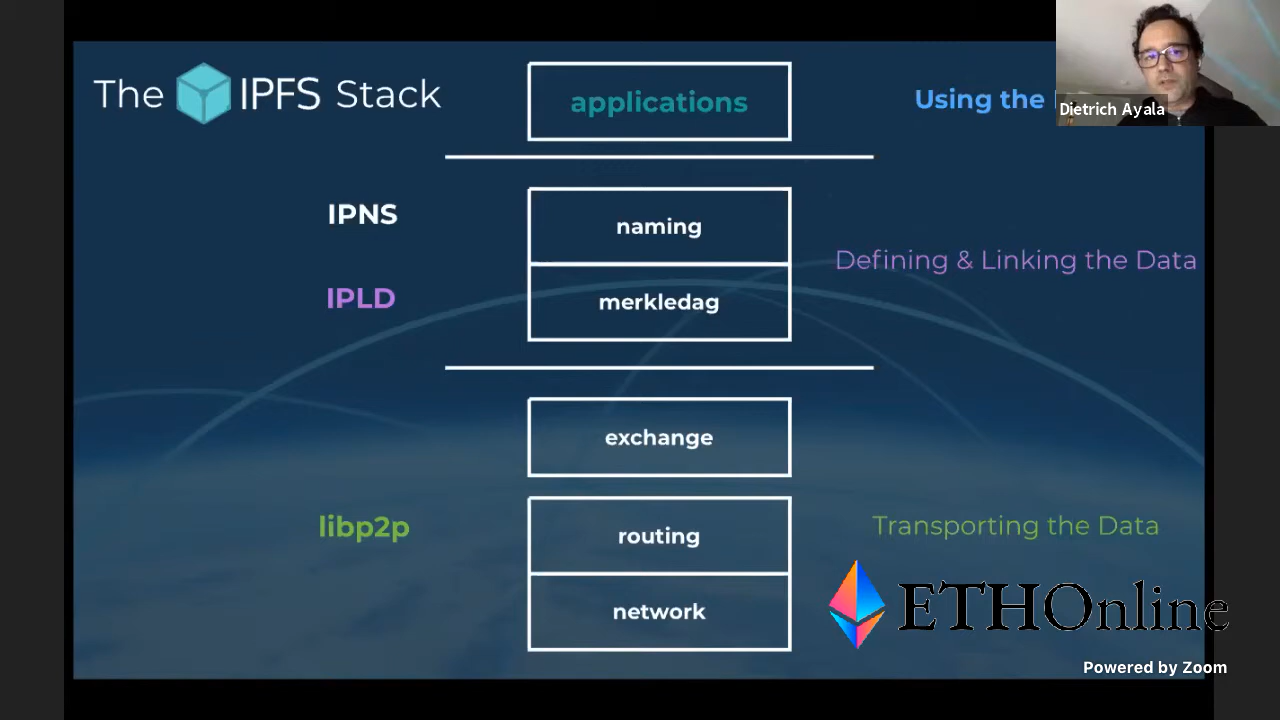 The IPFS Stack
applications
Using the
Dietrich Ayala
IPNS
naming
Defining & Linking the Data
IPLD
merkledag
exchange
libp2p
routing
Transporting the Data
network
ETHOnline
Powered by Zoom